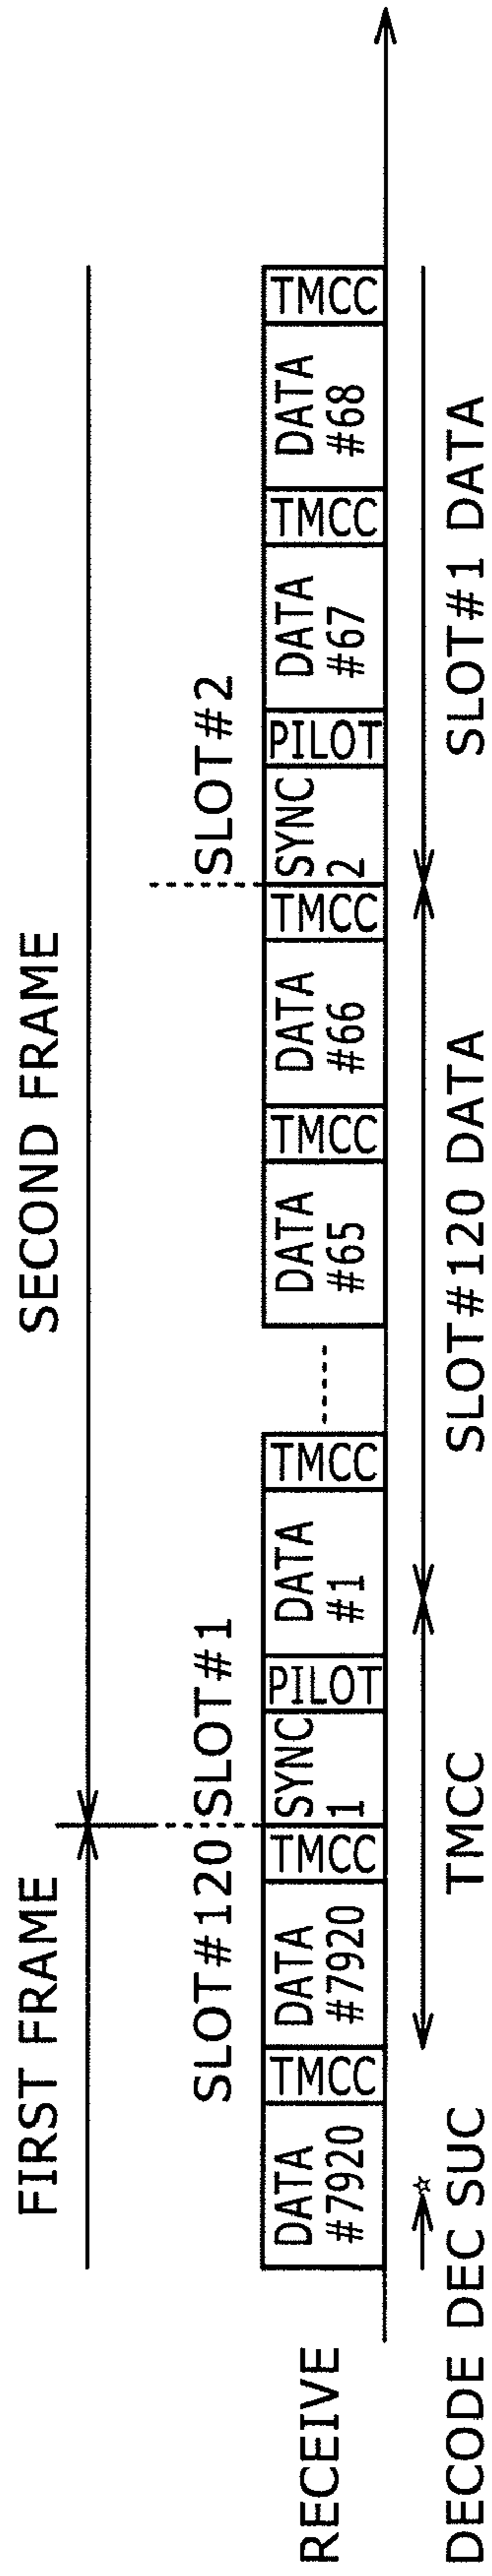 FIRST FRAME
SECOND FRAME
SLOT#120 SLOT#1
SLOT#2
RECEIVE
DATA
#7920
TMCC
DATA
#7920
TMCC
SYNC
1
PILOT
DATA
#1
TMCC
DATA
#65
TMCC
DATA
#66
TMCC
SYNC
2
PILOT
DATA
#67
TMCC
DATA
#68
TMCC
DECODE DEC SUC
TMCC
SLOT#120 DATA
SLOT#1 DATA